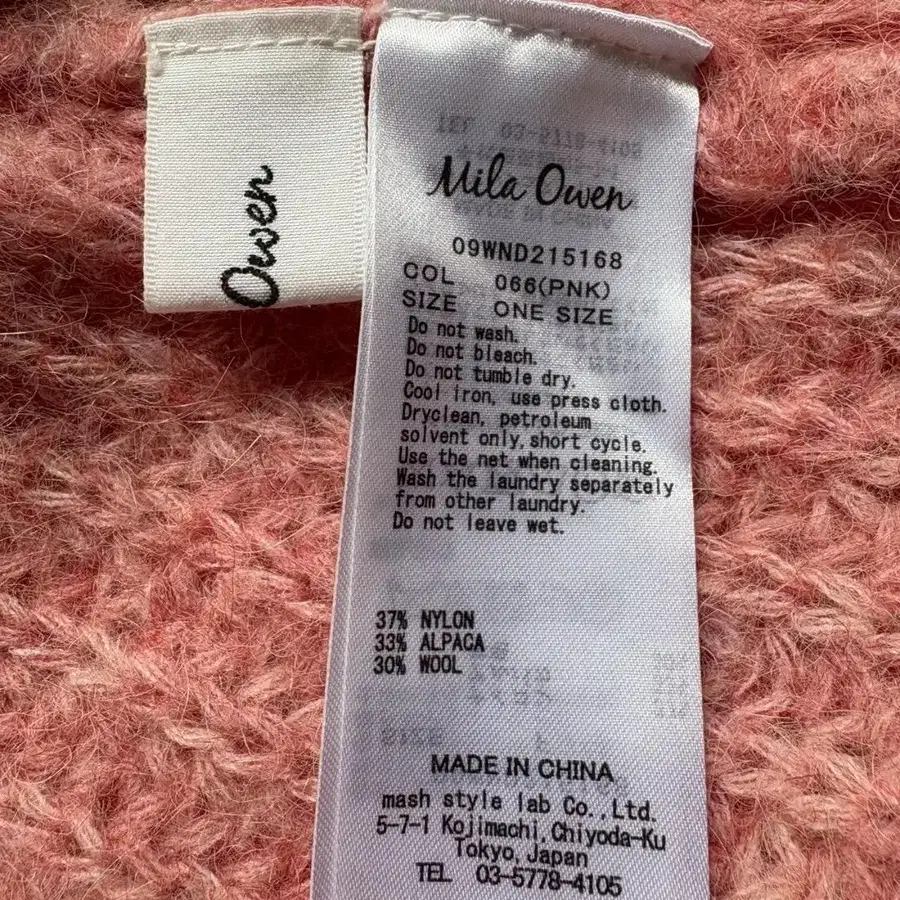 Owen
Mila Owen
09WND215168
COL 066(PNK)
SIZE ONE SIZE
Do not wash.
Do not bleach.
Do not tumble dry.
Cool iron, use press cloth.
Dryclean, petroleum
solvent only, short cycle.
Use the net when cleaning.
Wash the laundry separately
from other laundry.
Do not leave wet.
37% NYLON
33% ALPACA
30% WOOL
MADE IN CHINA
mash style lab Co.,Ltd.
5-7-1 Kojimachi,Chiyoda-Ku
Tokyo,Japan
TEL 03-5778-4105